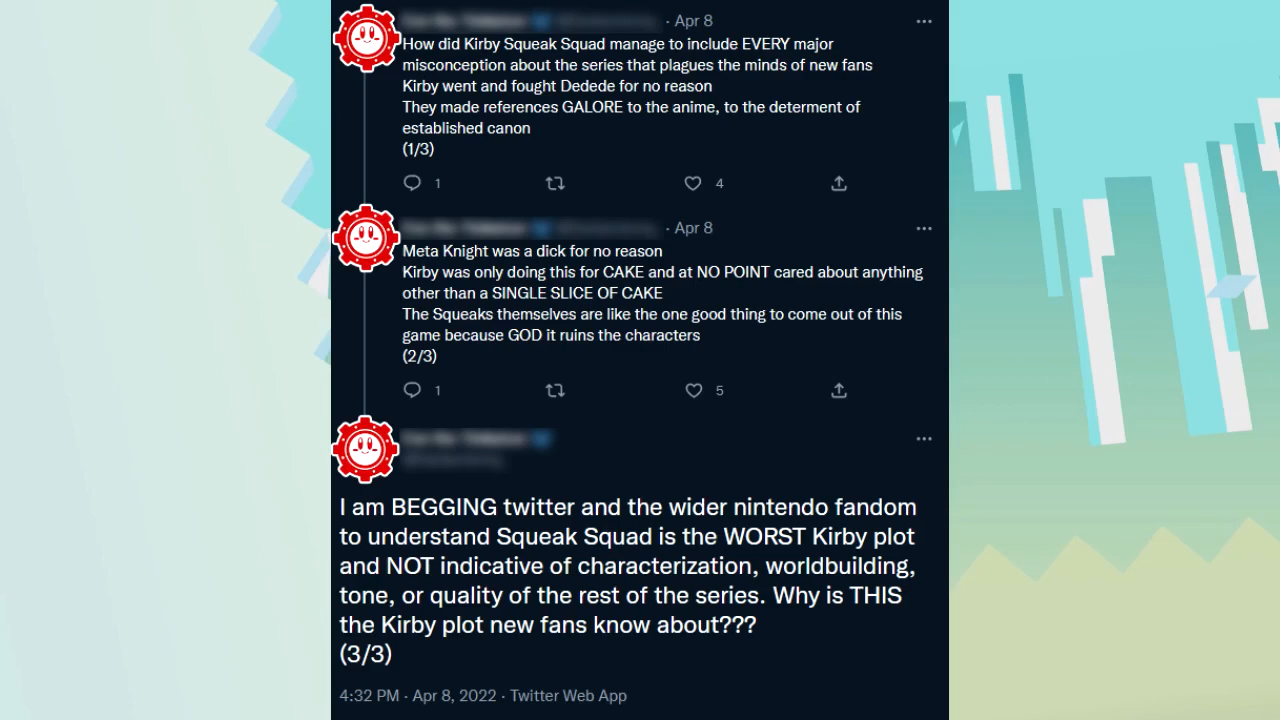 · Apr 8
How did Kirby Squeak Squad manage to include EVERY major
misconception about the series that plagues the minds of new fans
Kirby went and fought Dedede for no reason
They made references GALORE to the anime, to the determent of
established canon
(1/3)
1
4
· Apr 8
Meta Knight was a dick for no reason
Kirby was only doing this for CAKE and at NO POINT cared about anything
other than a SINGLE SLICE OF CAKE
The Squeaks themselves are like the one good thing to come out of this
game because GOD it ruins the characters
(2/3)
1
5
I am BEGGING twitter and the wider nintendo fandom
to understand Squeak Squad is the WORST Kirby plot
and NOT indicative of characterization, worldbuilding,
tone, or quality of the rest of the series. Why is THIS
the Kirby plot new fans know about???
(3/3)
4:32 PM · Apr 8, 2022 · Twitter Web App